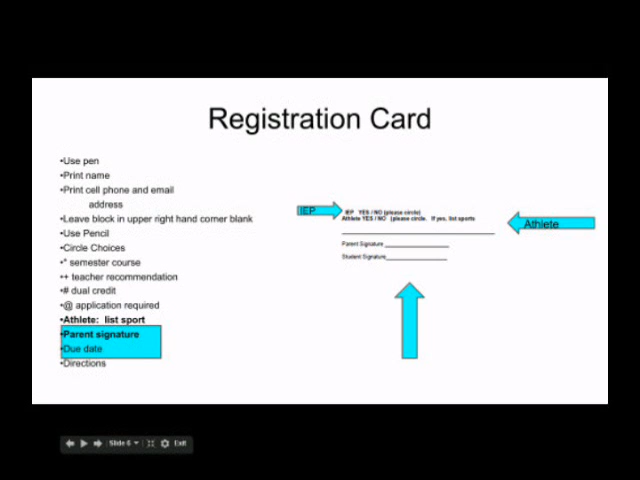 Registration Card
•Use pen
•Print name
•Print cell phone and email
address
•Leave block in upper right hand corner blank
•Use Pencil
•Circle Choices
•* semester course
•+ teacher recommendation
•# dual credit
•@ application required
•Athlete: list sport
•Parent signature
•Due date
•Directions
IEP
IEP YES / NO (please circle)
Athlete YES / NO (please circle. If yes, list sports
Athlete
Parent Signature
Student Signature
Slide 6
Exit